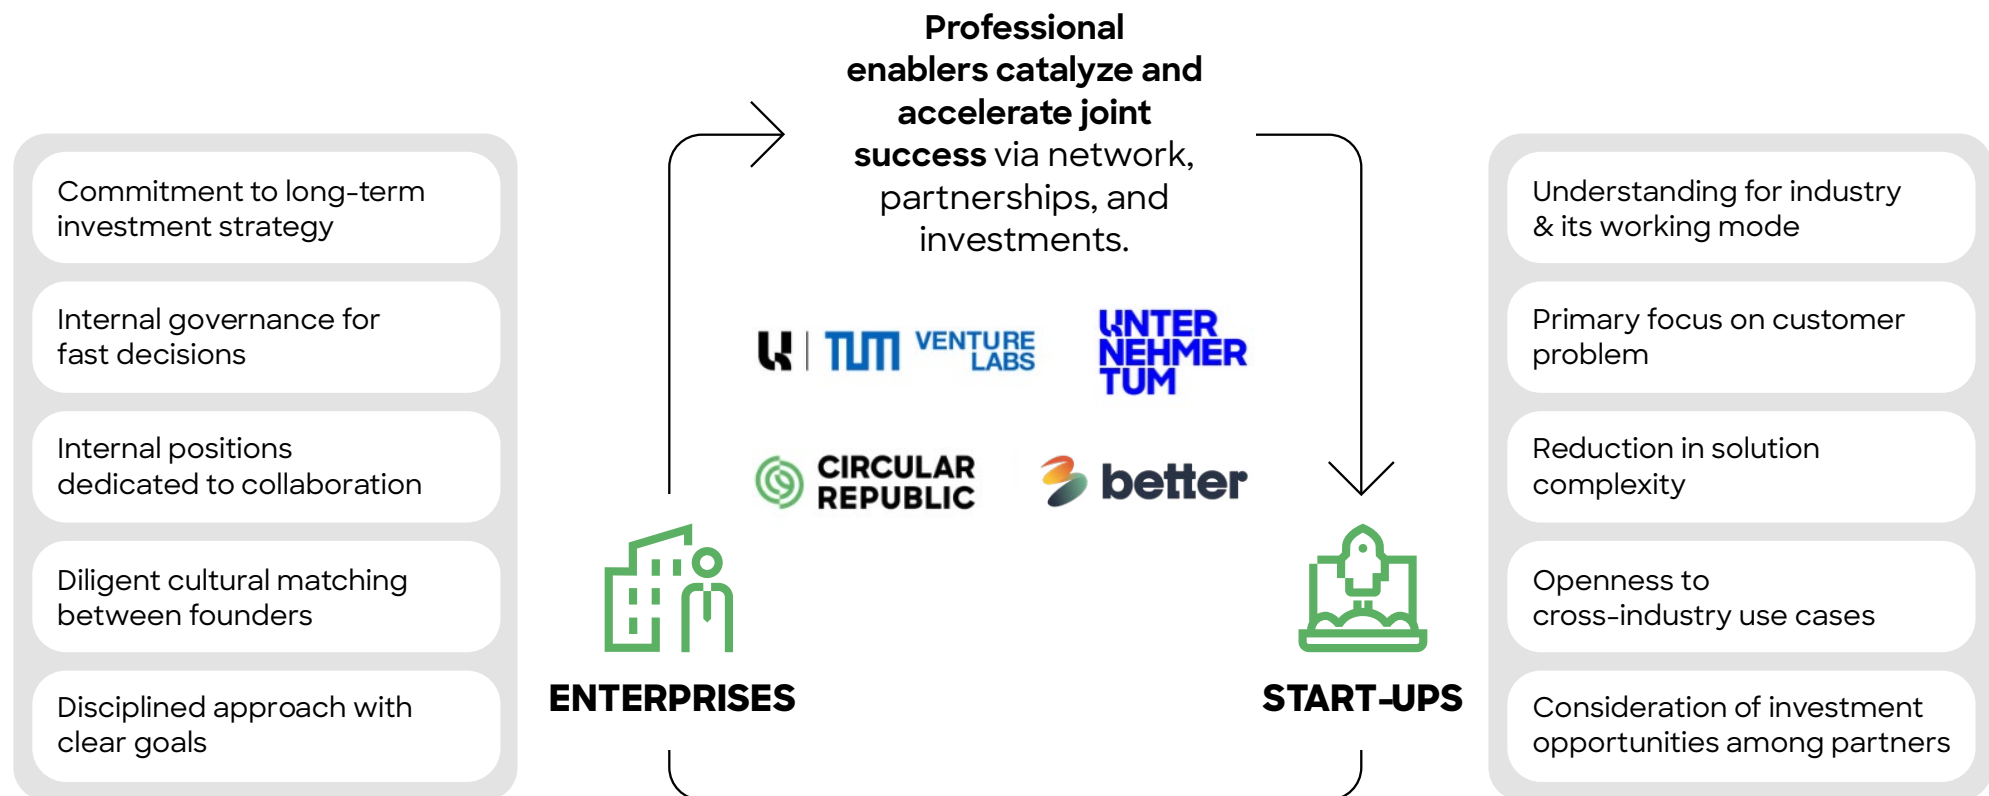 Professional
enablers catalyze and
accelerate joint
success via network,
partnerships, and
investments.
Commitment to long-term
investment strategy
Internal governance for
fast decisions
Internal positions
dedicated to collaboration
Diligent cultural matching
between founders
Disciplined approach with
clear goals
TUM VENTURE
LABS
UNTER
NEHMER
TUM
CIRCULAR
REPUBLIC
better
ENTERPRISES
START-UPS
Understanding for industry
& its working mode
Primary focus on customer
problem
Reduction in solution
complexity
Openness to
cross-industry use cases
Consideration of investment
opportunities among partners